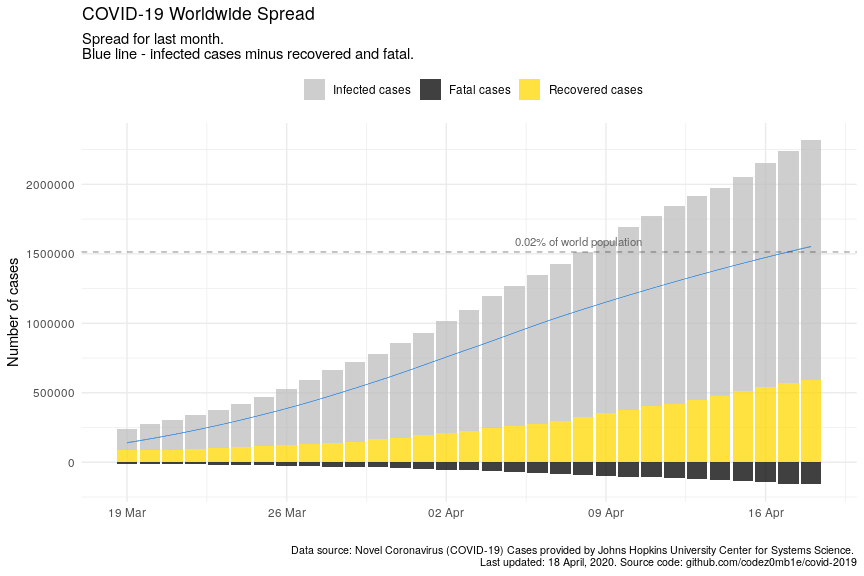 COVID-19 Worldwide Spread
Spread for last month.
Blue line - infected cases minus recovered and fatal.
Infected cases
Fatal cases
Recovered cases
Number of cases
2000000
1500000
1000000
500000
0
0.02% of world population
19 Mar
26 Mar
02 Apr
09 Apr
16 Apr
Data source: Novel Coronavirus (COVID-19) Cases provided by Johns Hopkins University Center for Systems Science.
Last updated: 18 April, 2020. Source code: github.com/codez0mb1e/covid-2019